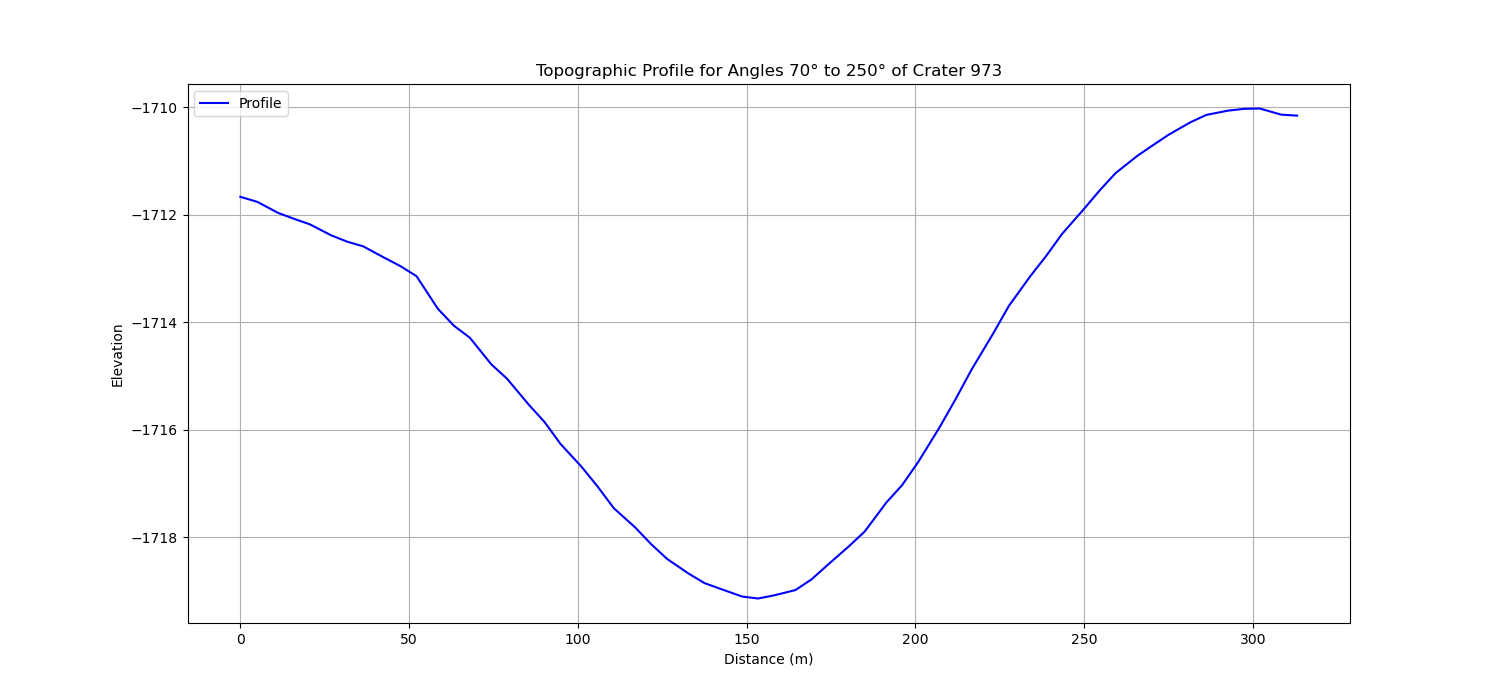 Topographic Profile for Angles 70° to 250° of Crater 973
Profile
−1710
−1712
−1714
−1716
−1718
Elevation
0 50 100 150 200 250 300
Distance (m)